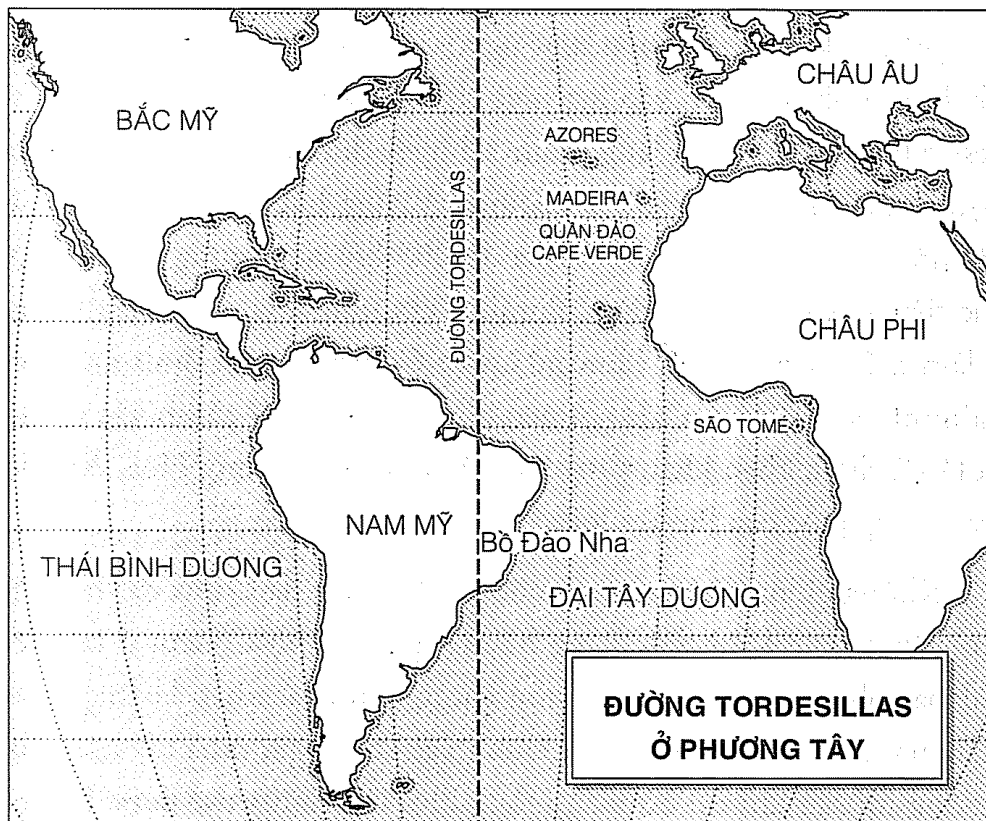 CHÂU ÂU
BẮC MỸ
AZORES
MADEIRA
QUẦN ĐẢO
CAPE VERDE
ĐƯỜNG TORDESILLAS
CHÂU PHI
SÃO TOMÉ
NAM MỸ
Bồ Đào Nha
THÁI BÌNH DƯƠNG
ĐẠI TÂY DƯƠNG
ĐƯỜNG TORDESILLAS
Ở PHƯƠNG TÂY